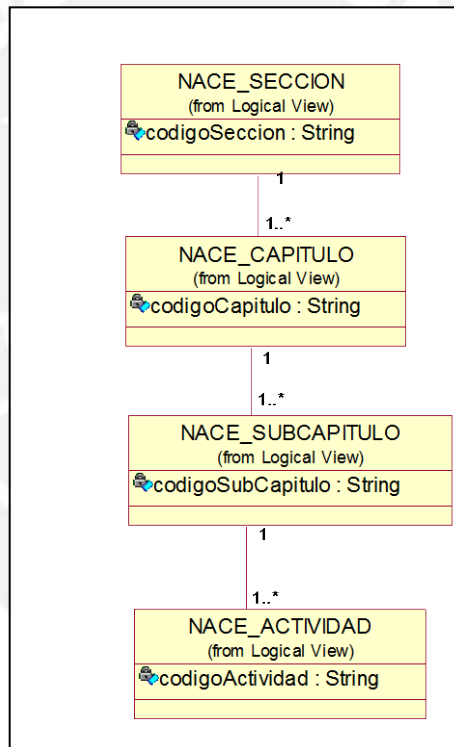 NACE_SECCION
(from Logical View)
codigoSeccion : String
1
1..*
NACE_CAPITULO
(from Logical View)
codigoCapitulo : String
1
1..*
NACE_SUBCAPITULO
(from Logical View)
codigoSubCapitulo : String
1
1..*
NACE_ACTIVIDAD
(from Logical View)
codigoActividad : String